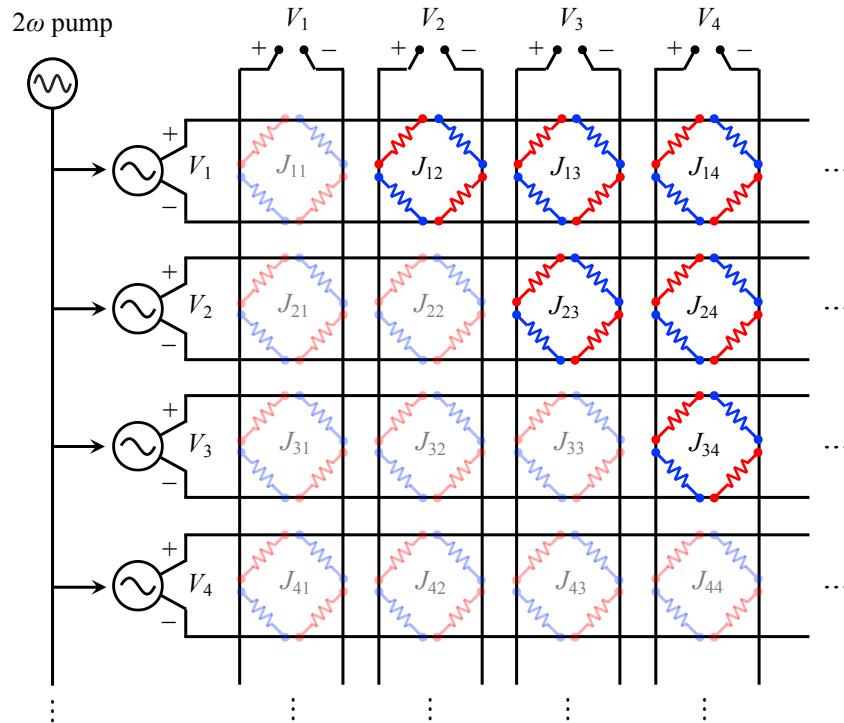 2ω pump
V₁ V₂ V₃ V₄
+ − + − + − + −
+
V₁ J₁₁ J₁₂ J₁₃ J₁₄ ...
−
+
V₂ J₂₁ J₂₂ J₂₃ J₂₄ ...
−
+
V₃ J₃₁ J₃₂ J₃₃ J₃₄ ...
−
+
V₄ J₄₁ J₄₂ J₄₃ J₄₄ ...
−
⋮ ⋮ ⋮ ⋮ ⋮